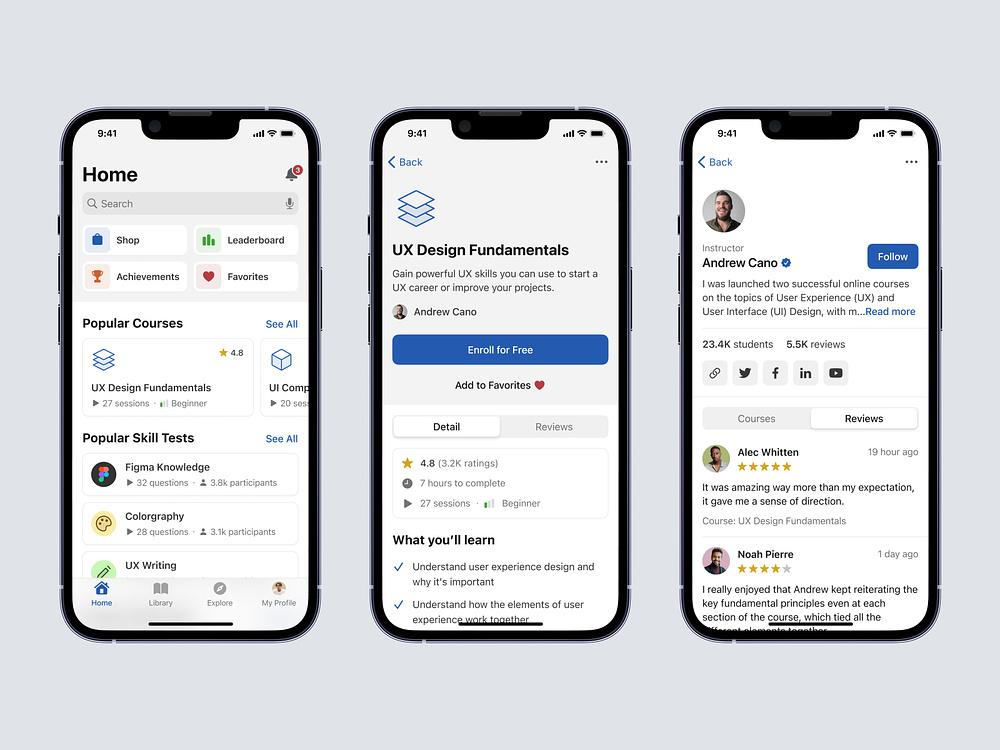 9:41
Home
3
Search
Shop
Leaderboard
Achievements
Favorites
Popular Courses
See All
4.8
UX Design Fundamentals
27 sessions · Beginner
UI Comp
20 sess
Popular Skill Tests
See All
Figma Knowledge
32 questions · 3.8k participants
Colorgraphy
28 questions · 3.1k participants
UX Writing
Home
Library
Explore
My Profile
9:41
Back
UX Design Fundamentals
Gain powerful UX skills you can use to start a
UX career or improve your projects.
Andrew Cano
Enroll for Free
Add to Favorites
Detail
Reviews
4.8 (3.2K ratings)
7 hours to complete
27 sessions · Beginner
What you’ll learn
Understand user experience design and
why it's important
Understand how the elements of user
experience work together
9:41
Back
Instructor
Andrew Cano
Follow
I was launched two successful online courses
on the topics of User Experience (UX) and
User Interface (UI) Design, with m...Read more
23.4K students
5.5K reviews
Courses
Reviews
Alec Whitten
19 hour ago
It was amazing way more than my expectation,
it gave me a sense of direction.
Course: UX Design Fundamentals
Noah Pierre
1 day ago
I really enjoyed that Andrew kept reiterating the
key fundamental principles even at each
section of the course, which tied all the
different elements together